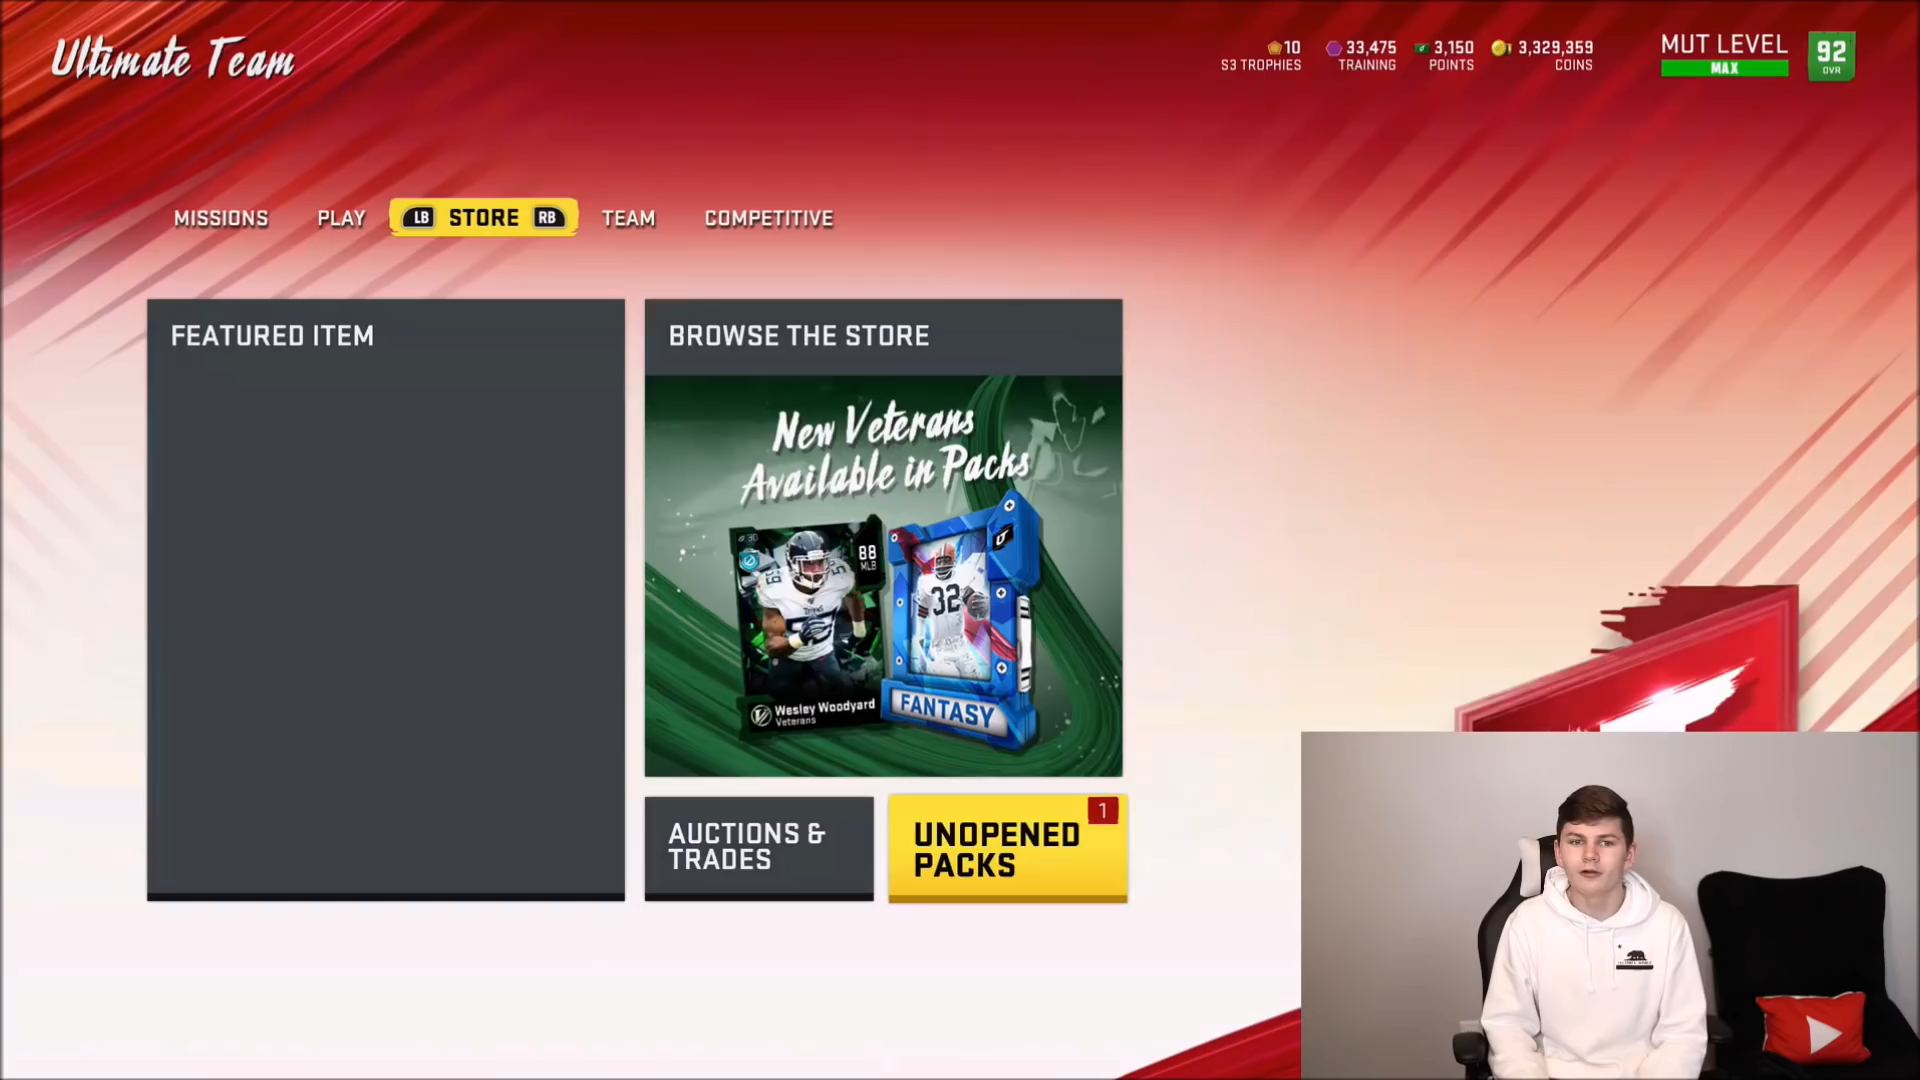 Ultimate Team
10
S3 TROPHIES
33,475
TRAINING
3,150
POINTS
3,329,359
COINS
MUT LEVEL
MAX
92
OVR
MISSIONS
PLAY
LB STORE RB
TEAM
COMPETITIVE
FEATURED ITEM
BROWSE THE STORE
New Veterans
Available in Packs
88
MLB
32
Wesley Woodyard
Veterans
FANTASY
AUCTIONS &
TRADES
UNOPENED
PACKS
1